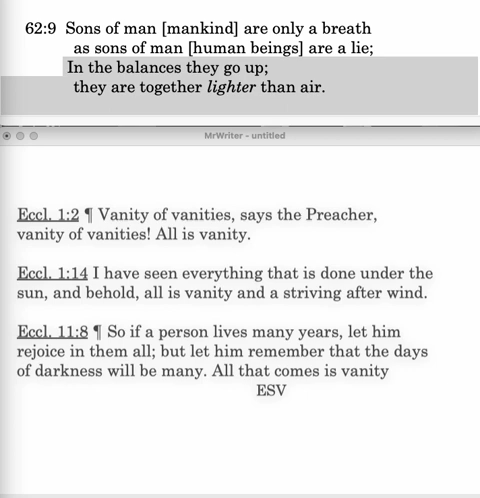 62:9 Sons of man [mankind] are only a breath
as sons of man [human beings] are a lie;
In the balances they go up;
they are together lighter than air.
MrWriter - untitled
Eccl. 1:2 ¶ Vanity of vanities, says the Preacher,
vanity of vanities! All is vanity.
Eccl. 1:14 I have seen everything that is done under the
sun, and behold, all is vanity and a striving after wind.
Eccl. 11:8 ¶ So if a person lives many years, let him
rejoice in them all; but let him remember that the days
of darkness will be many. All that comes is vanity
ESV